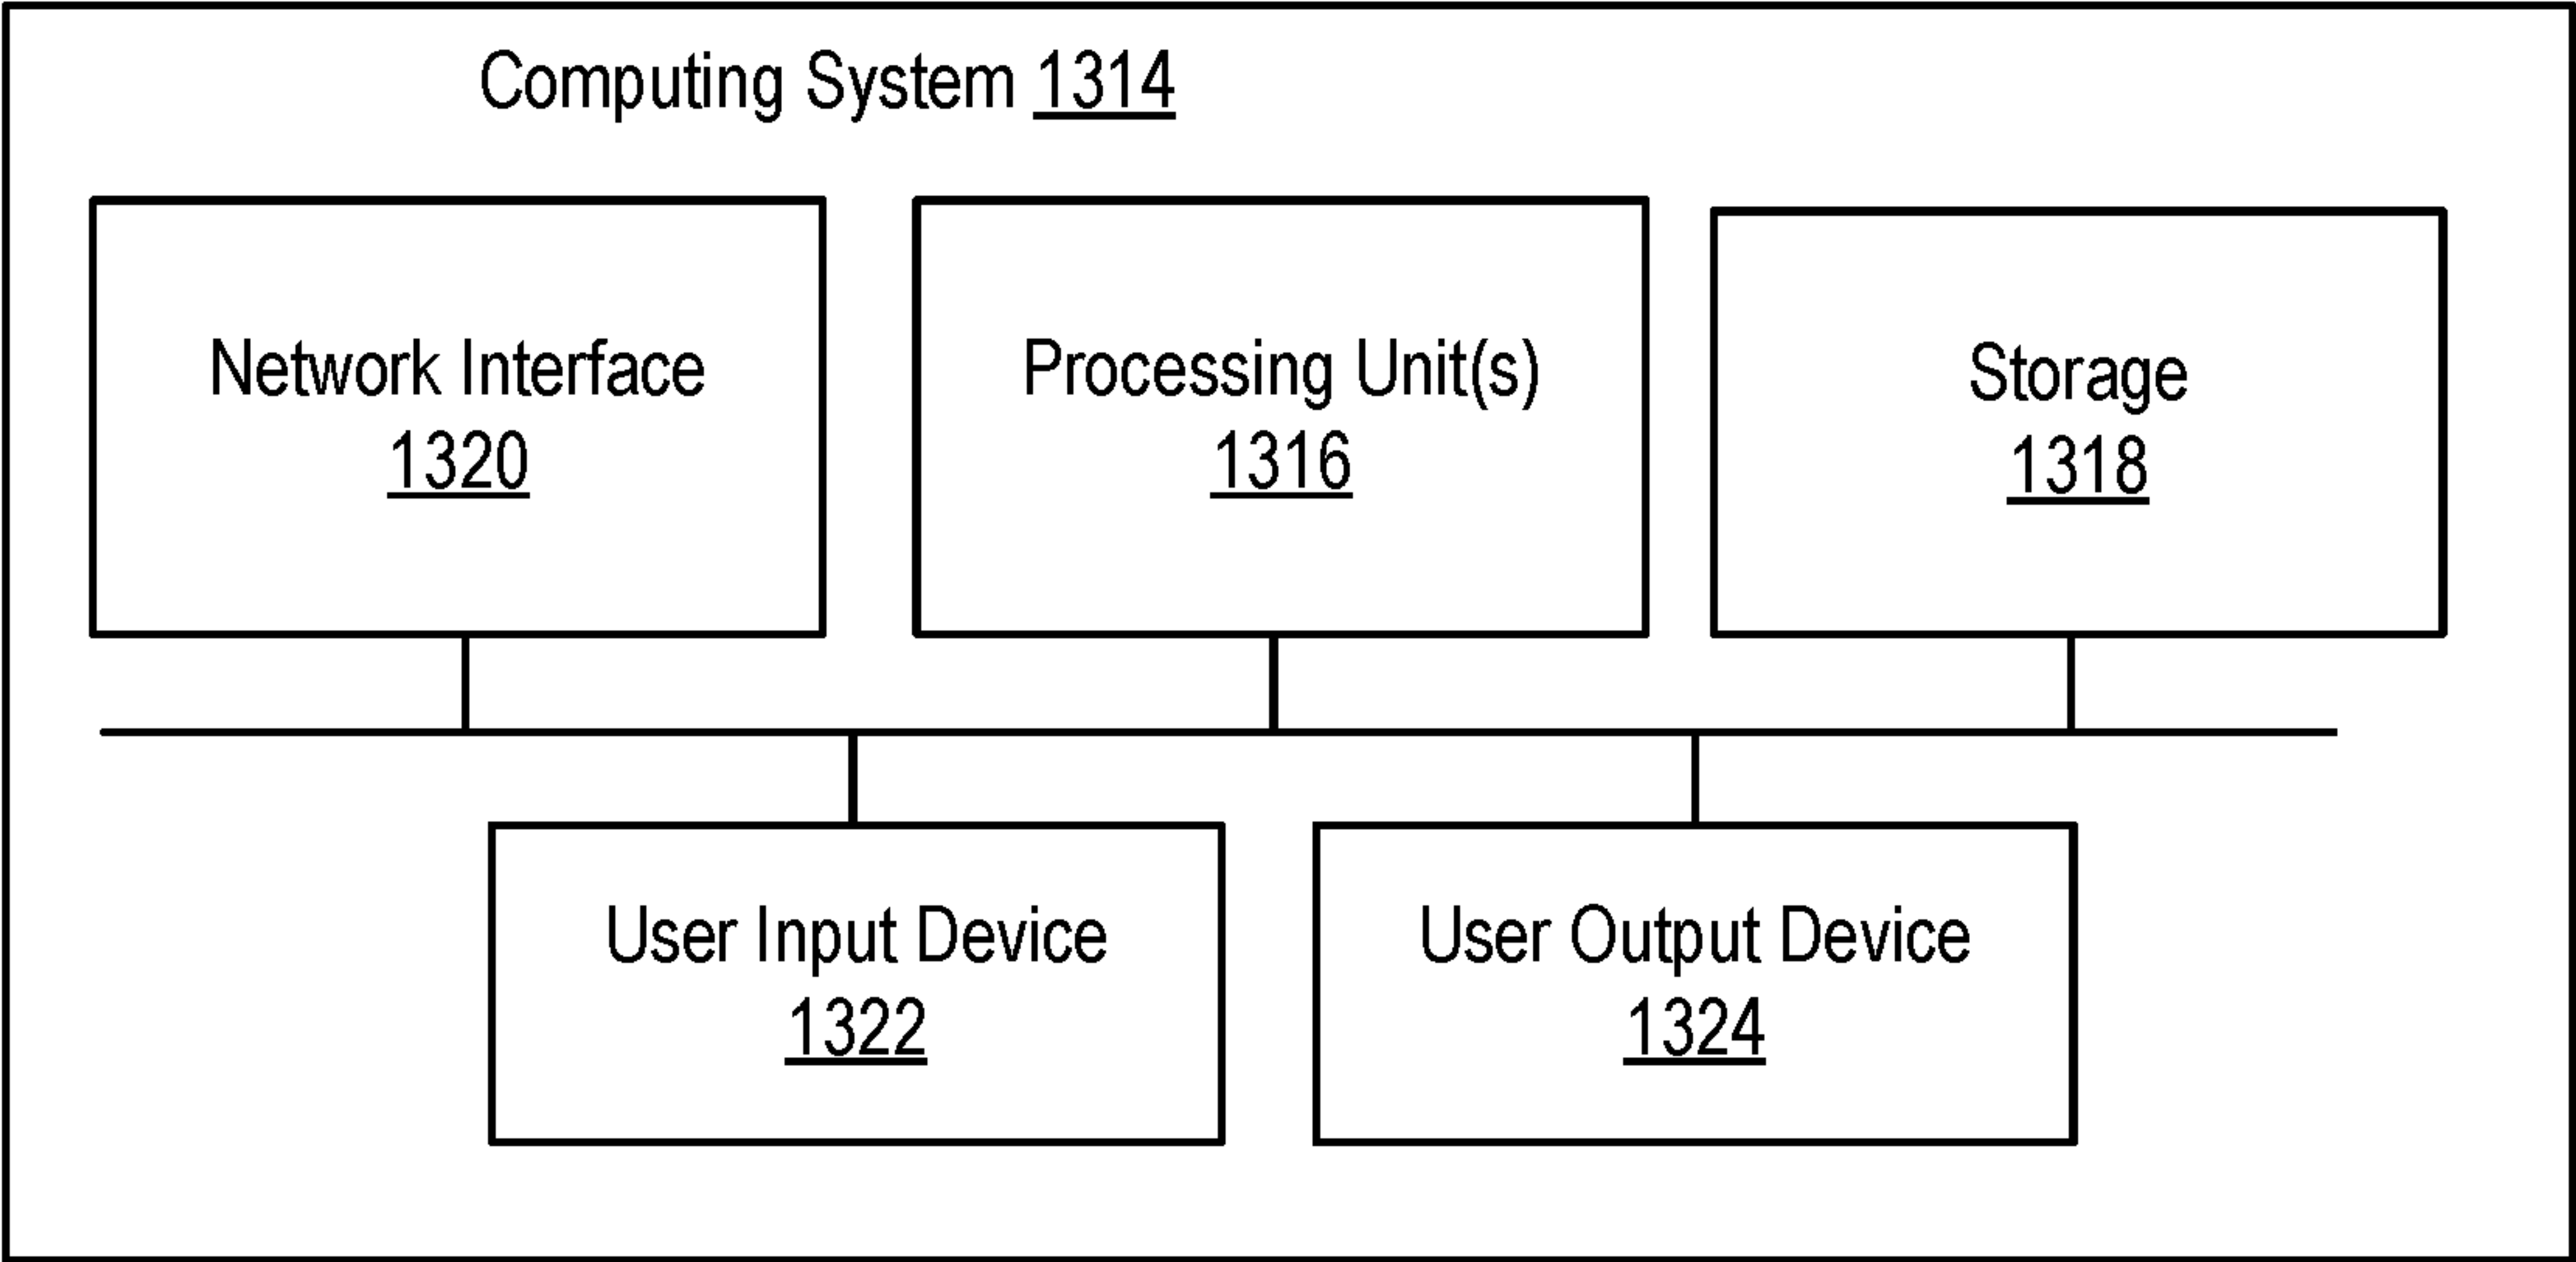 Computing System 1314
Network Interface
1320
Processing Unit(s)
1316
Storage
1318
User Input Device
1322
User Output Device
1324